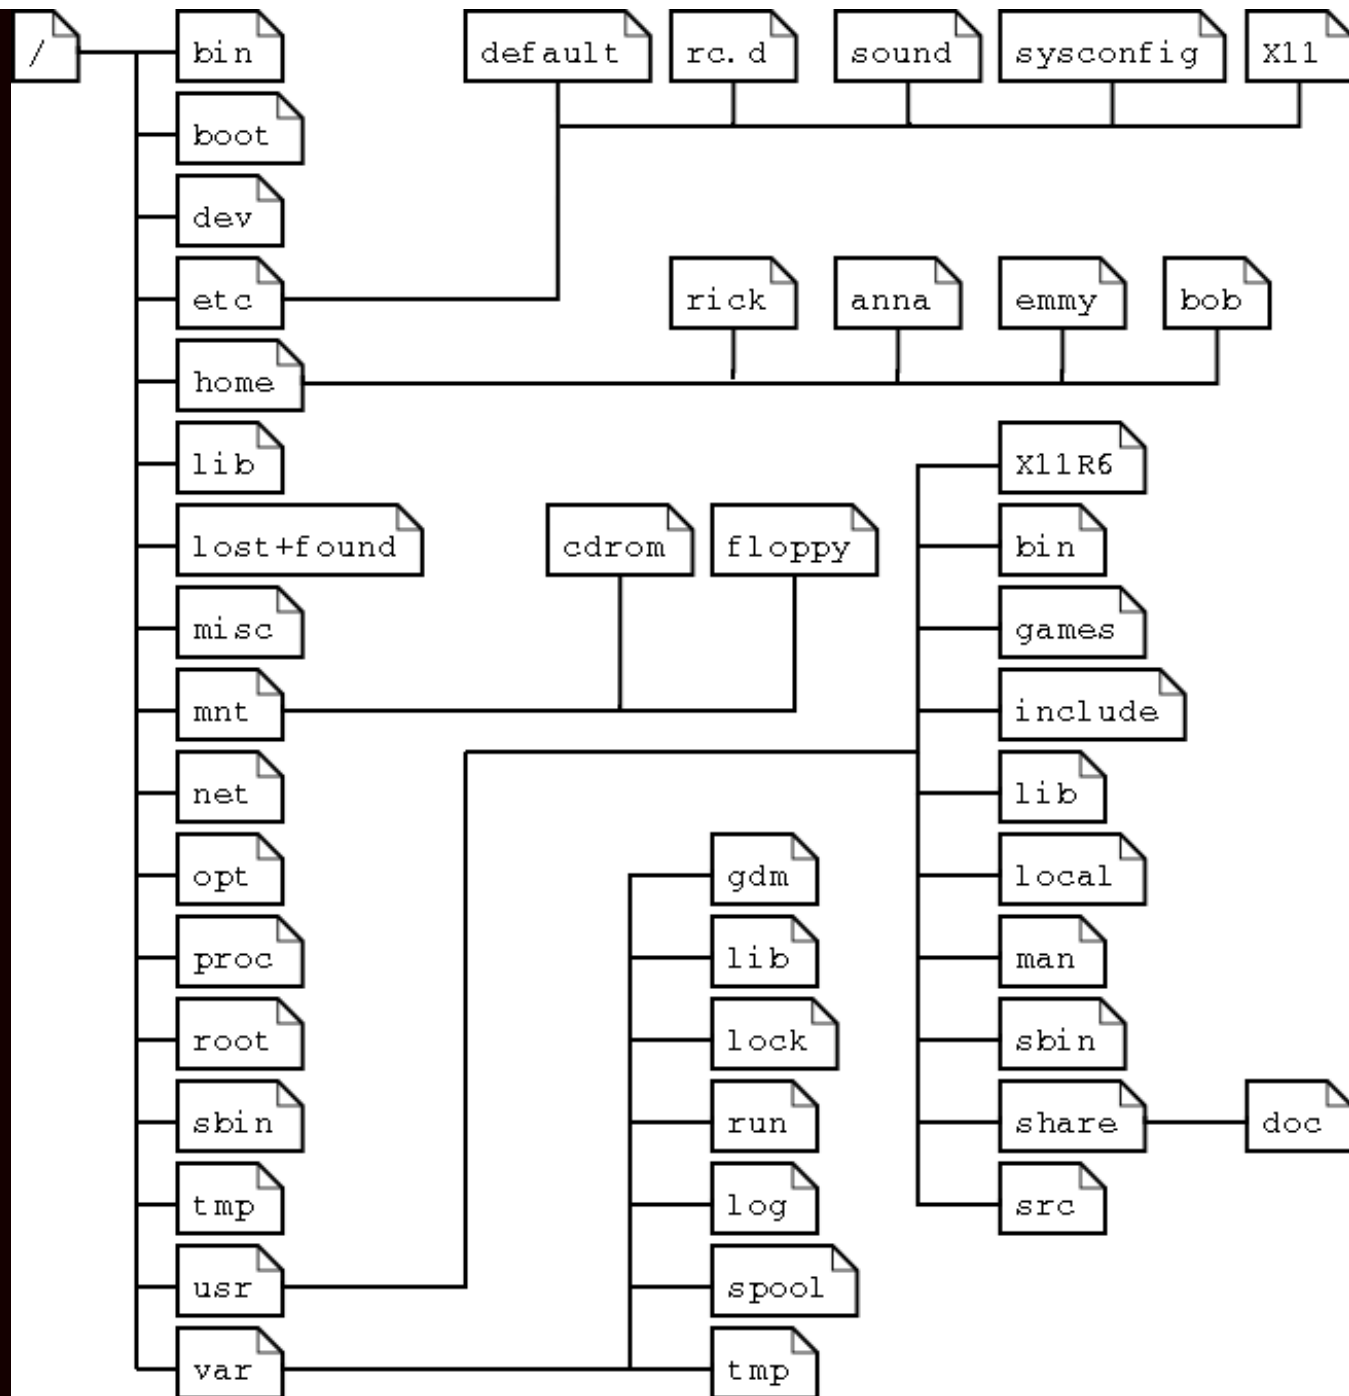 /
bin
default
rc.d
sound
sysconfig
X11
boot
dev
etc
rick
anna
emmy
bob
home
lib
X11R6
lost+found
cdrom
floppy
bin
misc
games
mnt
include
net
lib
opt
gdm
local
proc
lib
man
root
lock
sbin
sbin
run
share
doc
tmp
log
src
usr
spool
var
tmp